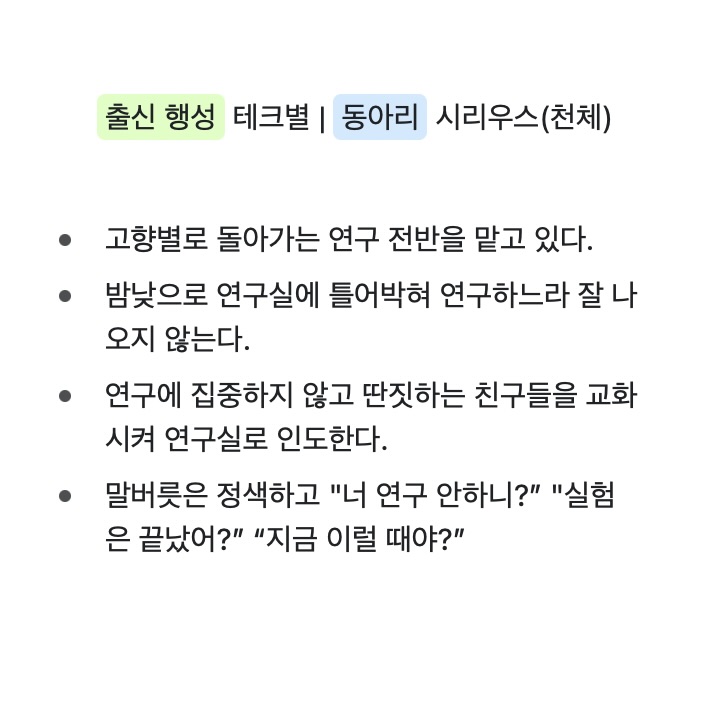 출신 행성 테크별 | 동아리 시리우스(천체)
• 고향별로 돌아가는 연구 전반을 맡고 있다.
• 밤낮으로 연구실에 틀어박혀 연구하느라 잘 나
오지 않는다.
• 연구에 집중하지 않고 딴짓하는 친구들을 교화
시켜 연구실로 인도한다.
• 말버릇은 정색하고 "너 연구 안하니?” "실험
은 끝났어?” “지금 이럴 때야?”